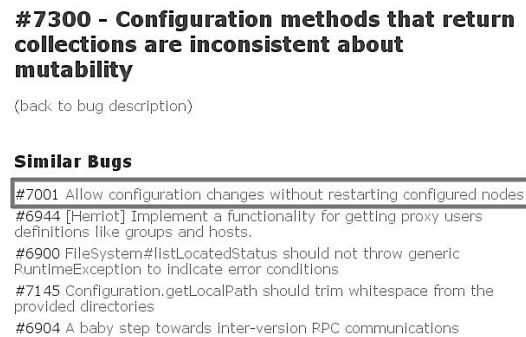 #7300 - Configuration methods that return
collections are inconsistent about
mutability
(back to bug description)
Similar Bugs
#7001 Allow configuration changes without restarting configured nodes
#6944 [Herriot] Implement a functionality for getting proxy users
definitions like groups and hosts.
#6900 FileSystem#listLocatedStatus should not throw generic
RuntimeException to indicate error conditions
#7145 Configuration.getLocalPath should trim whitespace from the
provided directories
#6904 A baby step towards inter-version RPC communications